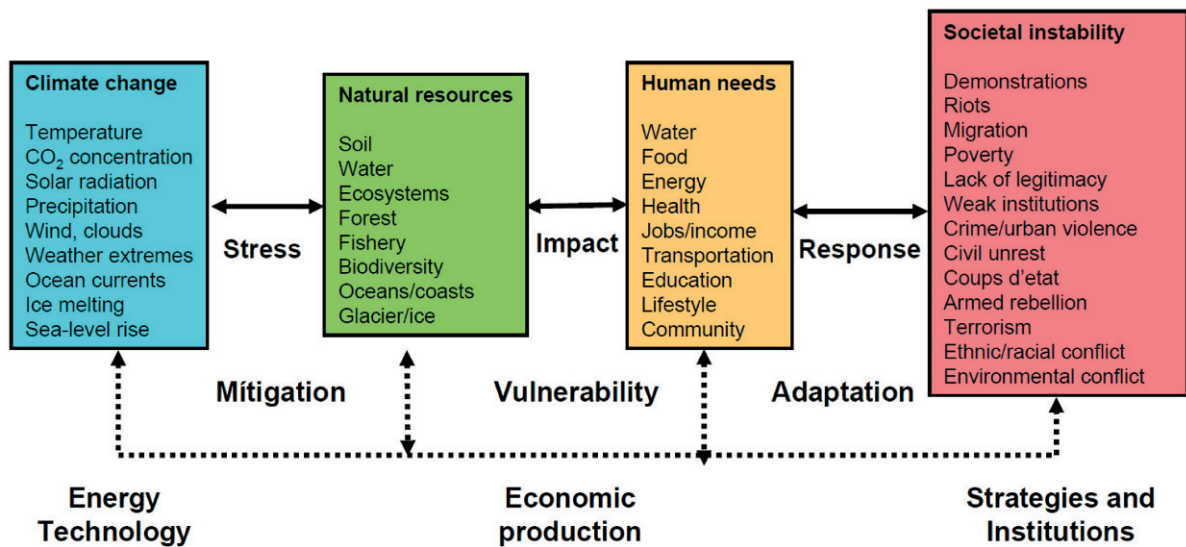 Climate change
Temperature
CO₂ concentration
Solar radiation
Precipitation
Wind, clouds
Weather extremes
Ocean currents
Ice melting
Sea-level rise
Stress
Natural resources
Soil
Water
Ecosystems
Forest
Fishery
Biodiversity
Oceans/coasts
Glacier/ice
Impact
Human needs
Water
Food
Energy
Health
Jobs/income
Transportation
Education
Lifestyle
Community
Response
Societal instability
Demonstrations
Riots
Migration
Poverty
Lack of legitimacy
Weak institutions
Crime/urban violence
Civil unrest
Coups d'etat
Armed rebellion
Terrorism
Ethnic/racial conflict
Environmental conflict
Mítigation
Vulnerability
Adaptation
Energy
Technology
Economic
production
Strategies and
Institutions